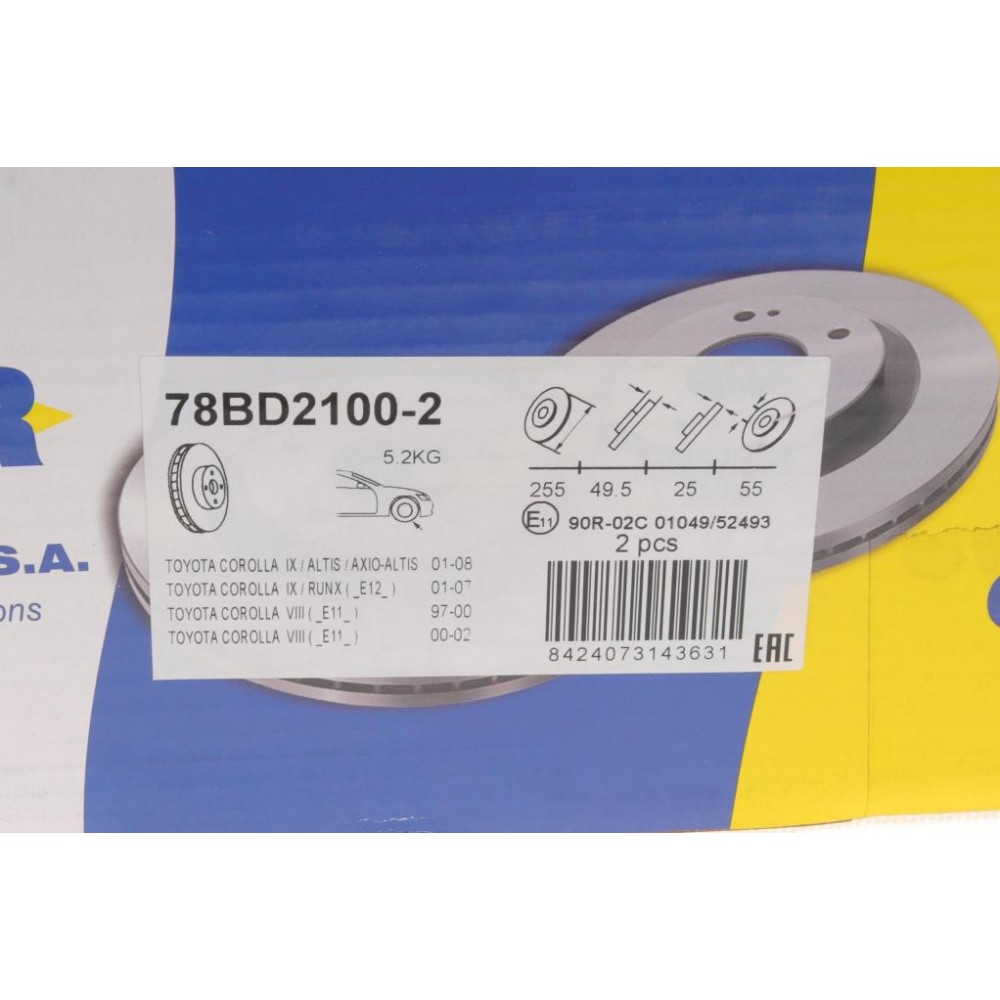 R
S.A.
ons
78BD2100-2
5.2KG
255 49.5 25 55
E11 90R-02C 01049/52493
2 pcs
TOYOTA COROLLA IX/ALTIS/AXIO-ALTIS 01-08
TOYOTA COROLLA IX/RUNX(_E12_) 01-07
TOYOTA COROLLA VIII(_E11_) 97-00
TOYOTA COROLLA VIII(_E11_) 00-02
8424073143631
EAC